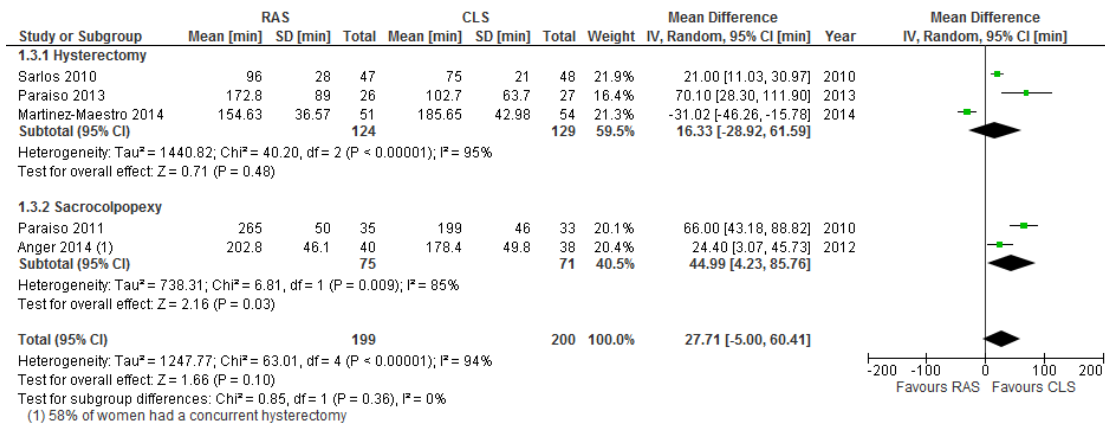 RAS CLS Mean Difference Mean Difference
Study or Subgroup Mean [min] SD [min] Total Mean [min] SD [min] Total Weight IV, Random, 95% CI [min] Year IV, Random, 95% CI [min]
1.3.1 Hysterectomy
Sarlos 2010 96 28 47 75 21 48 21.9% 21.00 [11.03, 30.97] 2010
Paraiso 2013 172.8 89 26 102.7 63.7 27 16.4% 70.10 [28.30, 111.90] 2013
Martinez-Maestro 2014 154.63 36.57 51 185.65 42.98 54 21.3% -31.02 [-46.26, -15.78] 2014
Subtotal (95% CI) 124 129 59.5% 16.33 [-28.92, 61.59]
Heterogeneity: Tau² = 1440.82; Chi² = 40.20, df = 2 (P < 0.00001); I² = 95%
Test for overall effect: Z = 0.71 (P = 0.48)
1.3.2 Sacrocolpopexy
Paraiso 2011 265 50 35 199 46 33 20.1% 66.00 [43.18, 88.82] 2010
Anger 2014 (1) 202.8 46.1 40 178.4 49.8 38 20.4% 24.40 [3.07, 45.73] 2012
Subtotal (95% CI) 75 71 40.5% 44.99 [4.23, 85.76]
Heterogeneity: Tau² = 738.31; Chi² = 6.81, df = 1 (P = 0.009); I² = 85%
Test for overall effect: Z = 2.16 (P = 0.03)
Total (95% CI) 199 200 100.0% 27.71 [-5.00, 60.41]
Heterogeneity: Tau² = 1247.77; Chi² = 63.01, df = 4 (P < 0.00001); I² = 94%
Test for overall effect: Z = 1.66 (P = 0.10)
Test for subgroup differences: Chi² = 0.85, df = 1 (P = 0.36), I² = 0%
(1) 58% of women had a concurrent hysterectomy
-200 -100 0 100 200
Favours RAS Favours CLS